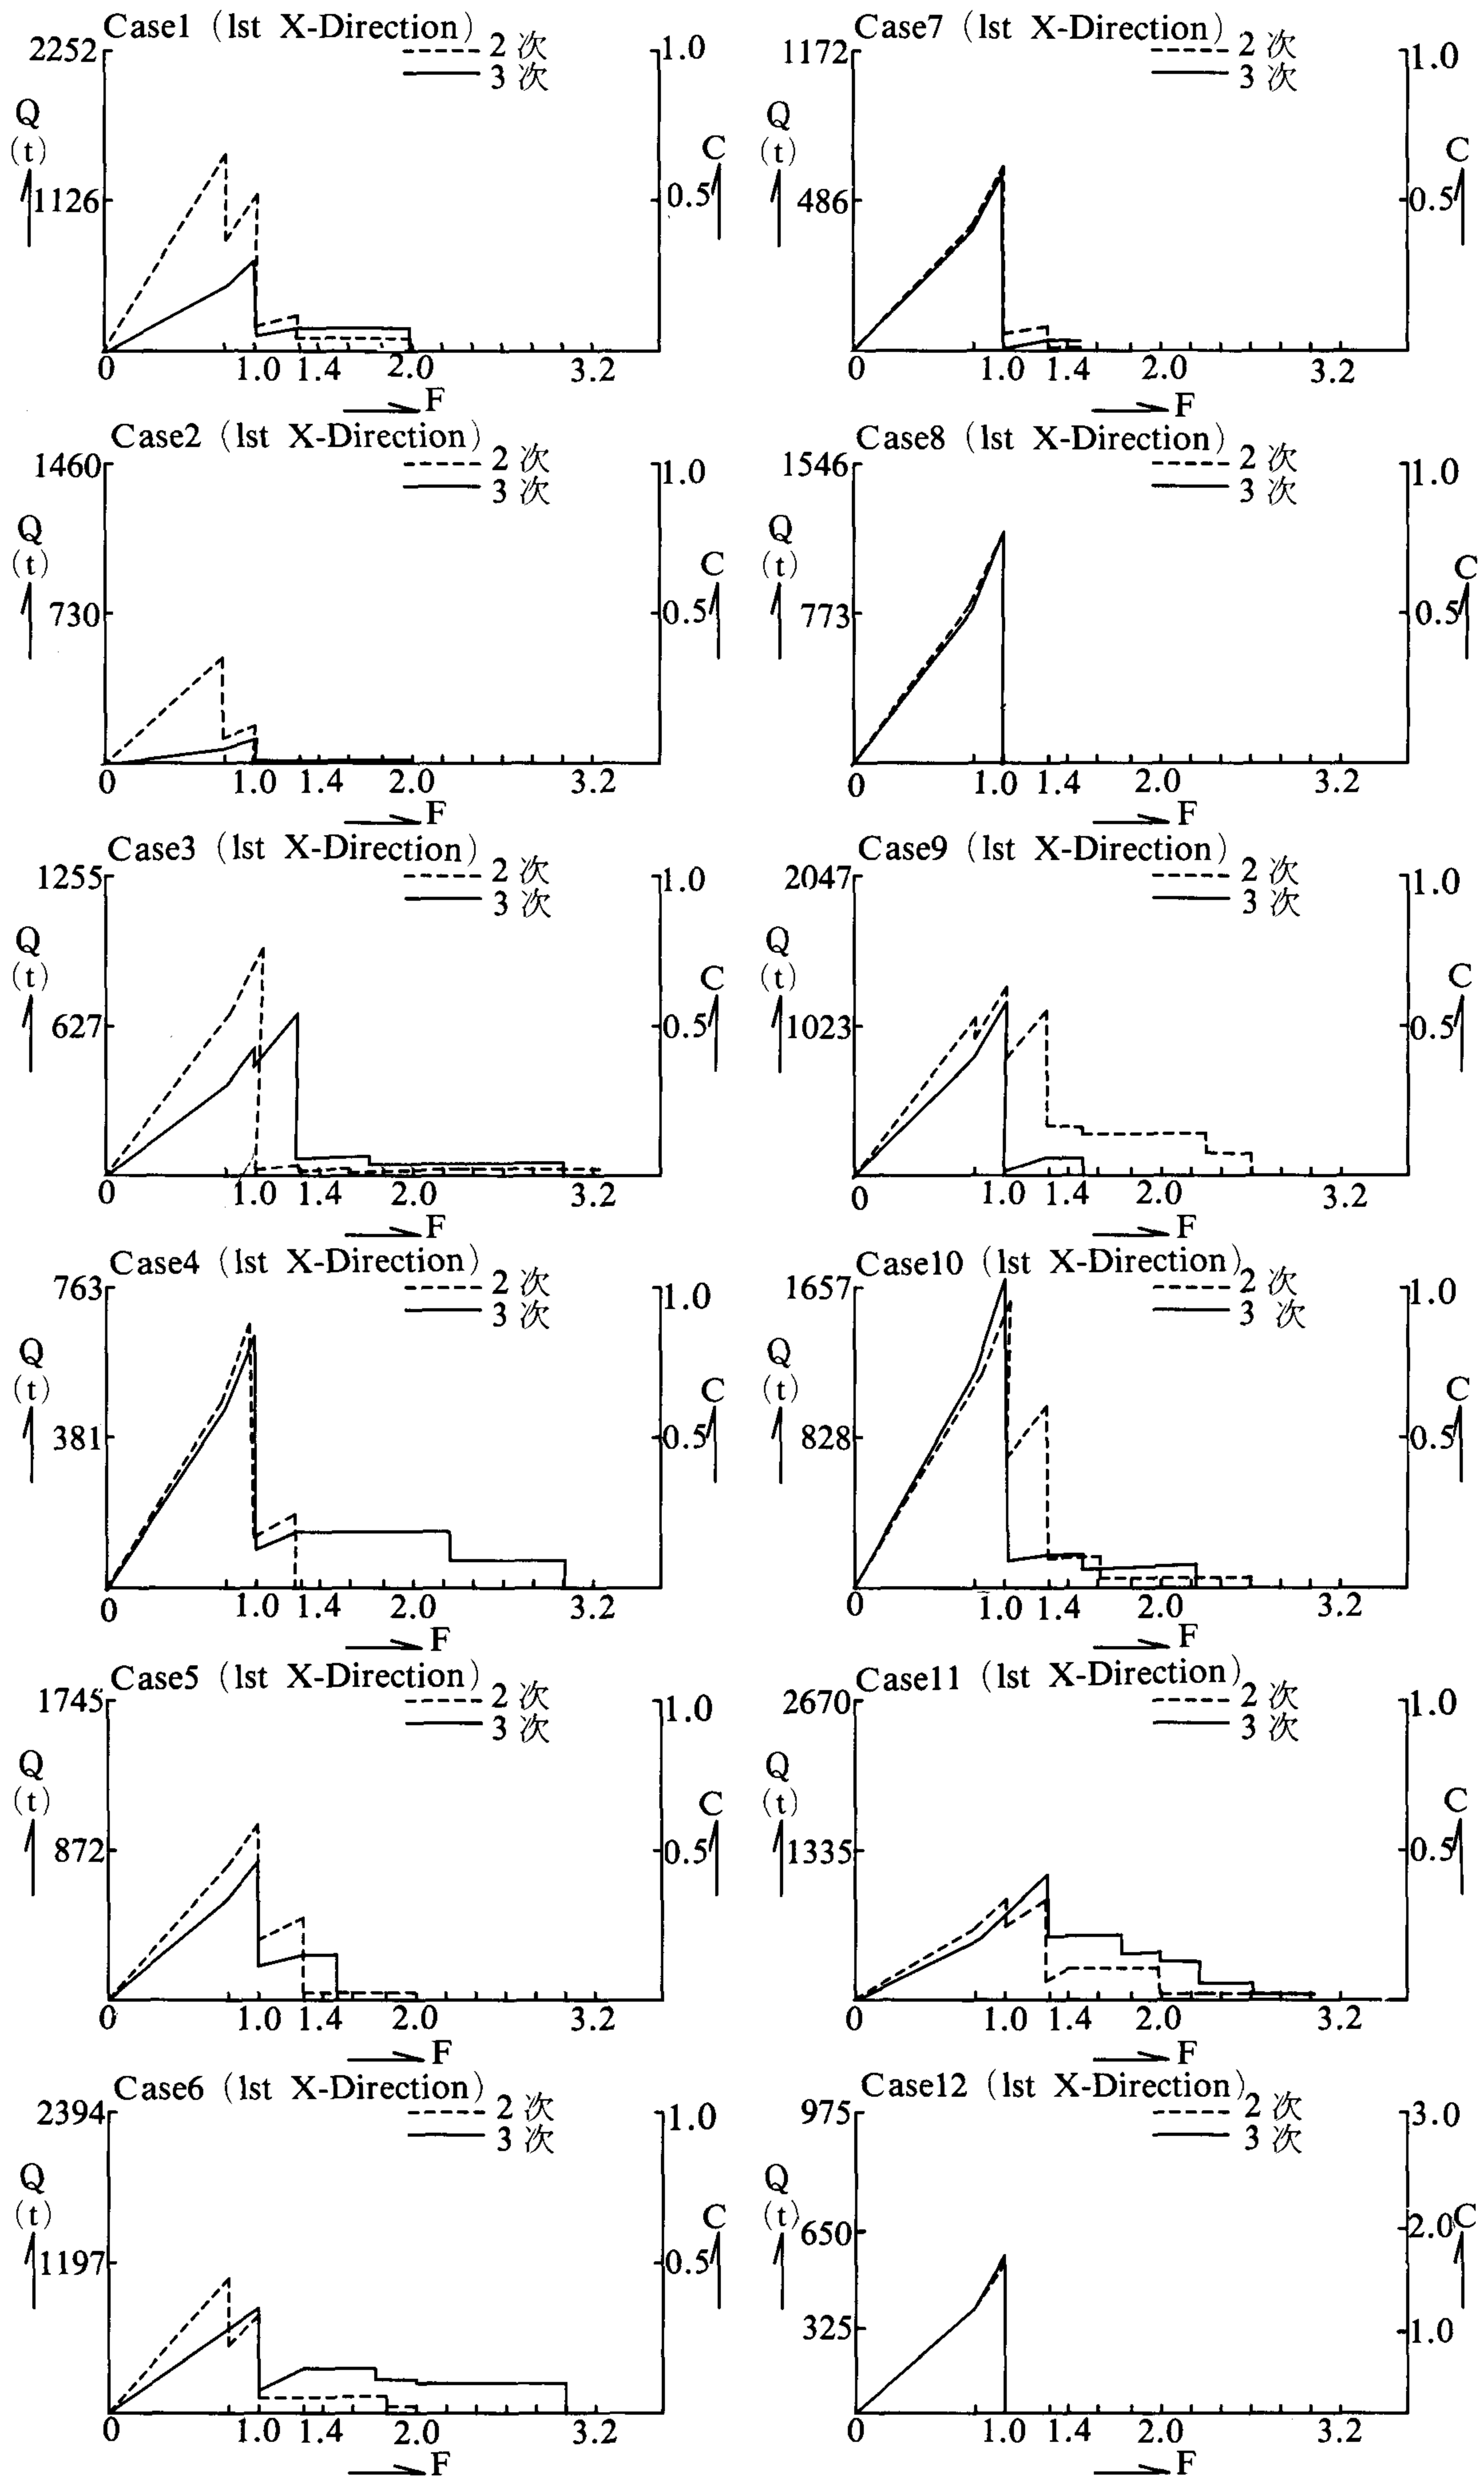 Case1 (lst X-Direction)
2252
2 次
3 次
1.0
Q
(t)
1126
C
0.5
0 1.0 1.4 2.0 3.2
F
Case2 (lst X-Direction)
1460
2 次
3 次
1.0
Q
(t)
730
C
0.5
0 1.0 1.4 2.0 3.2
F
Case3 (lst X-Direction)
1255
2 次
3 次
1.0
Q
(t)
627
C
0.5
0 1.0 1.4 2.0 3.2
F
Case4 (lst X-Direction)
763
2 次
3 次
1.0
Q
(t)
381
C
0.5
0 1.0 1.4 2.0 3.2
F
Case5 (lst X-Direction)
1745
2 次
3 次
1.0
Q
(t)
872
C
0.5
0 1.0 1.4 2.0 3.2
F
Case6 (lst X-Direction)
2394
2 次
3 次
1.0
Q
(t)
1197
C
0.5
0 1.0 1.4 2.0 3.2
F
Case7 (lst X-Direction)
1172
2 次
3 次
1.0
Q
(t)
486
C
0.5
0 1.0 1.4 2.0 3.2
F
Case8 (lst X-Direction)
1546
2 次
3 次
1.0
Q
(t)
773
C
0.5
0 1.0 1.4 2.0 3.2
F
Case9 (lst X-Direction)
2047
2 次
3 次
1.0
Q
(t)
1023
C
0.5
0 1.0 1.4 2.0 3.2
F
Case10 (lst X-Direction)
1657
2 次
3 次
1.0
Q
(t)
828
C
0.5
0 1.0 1.4 2.0 3.2
F
Case11 (lst X-Direction)
2670
2 次
3 次
1.0
Q
(t)
1335
C
0.5
0 1.0 1.4 2.0 3.2
F
Case12 (lst X-Direction)
975
2 次
3 次
3.0
Q
(t)
650
2.0
C
325
1.0
0 1.0 1.4 2.0 3.2
F